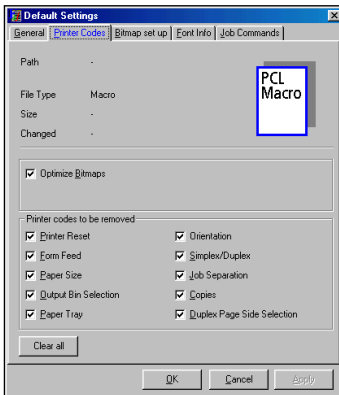 Default Settings
General Printer Codes Bitmap set up Font Info Job Commands
Path -
PCL
Macro
File Type Macro
Size -
Changed -
Optimize Bitmaps
Printer codes to be removed
Printer Reset Orientation
Form Feed Simplex/Duplex
Paper Size Job Separation
Output Bin Selection Copies
Paper Tray Duplex Page Side Selection
Clear all
OK Cancel Apply